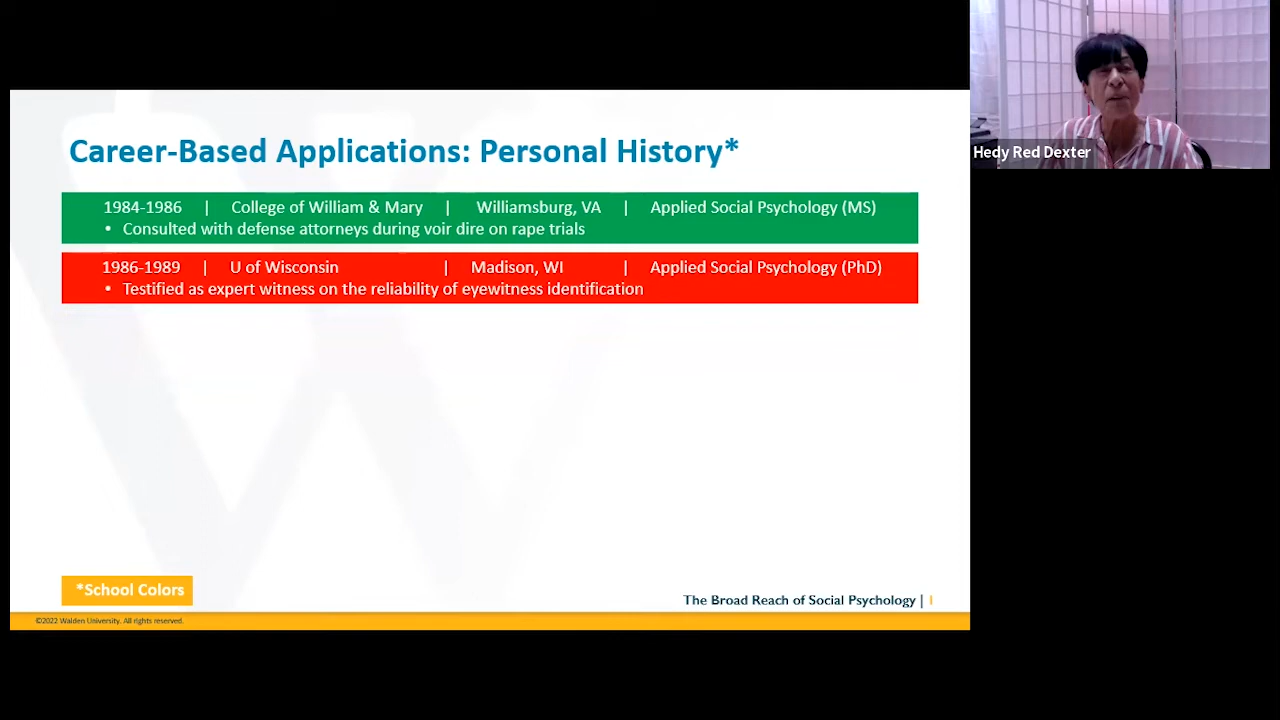 Hedy Red Dexter
Career-Based Applications: Personal History*
1984-1986 | College of William & Mary | Williamsburg, VA | Applied Social Psychology (MS)
• Consulted with defense attorneys during voir dire on rape trials
1986-1989 | U of Wisconsin | Madison, WI | Applied Social Psychology (PhD)
• Testified as expert witness on the reliability of eyewitness identification
*School Colors
The Broad Reach of Social Psychology | I
©2022 Walden University. All rights reserved.